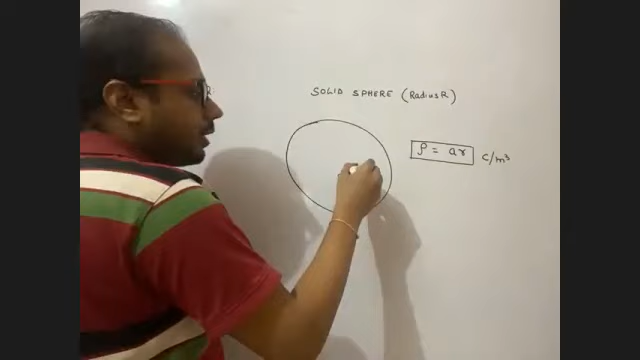 SOLID SPHERE (Radius R)
ρ = ar C/m³